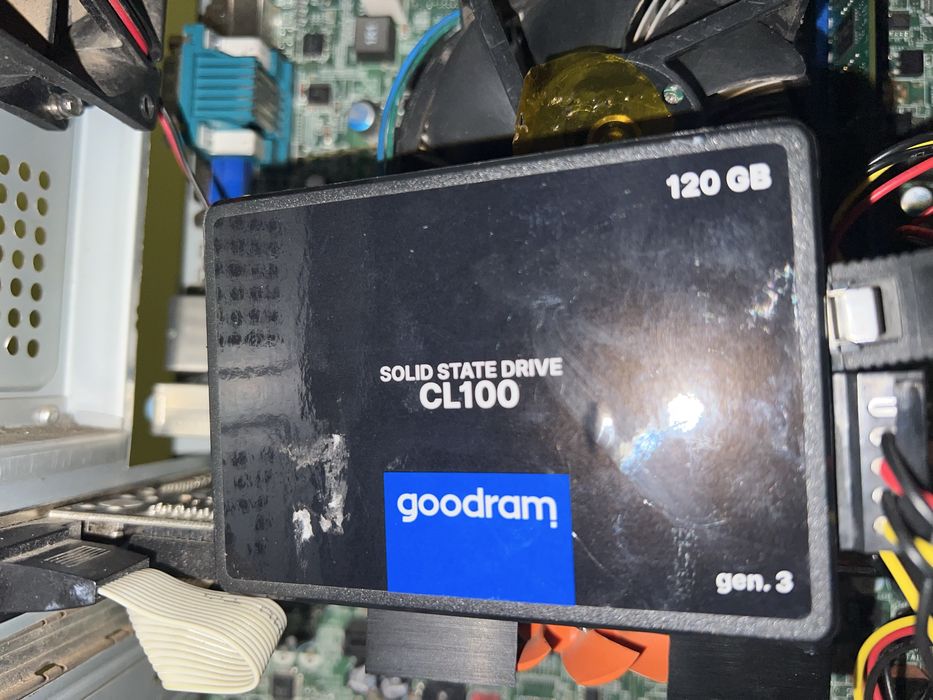 120 GB
SOLID STATE DRIVE
CL100
goodram
gen. 3